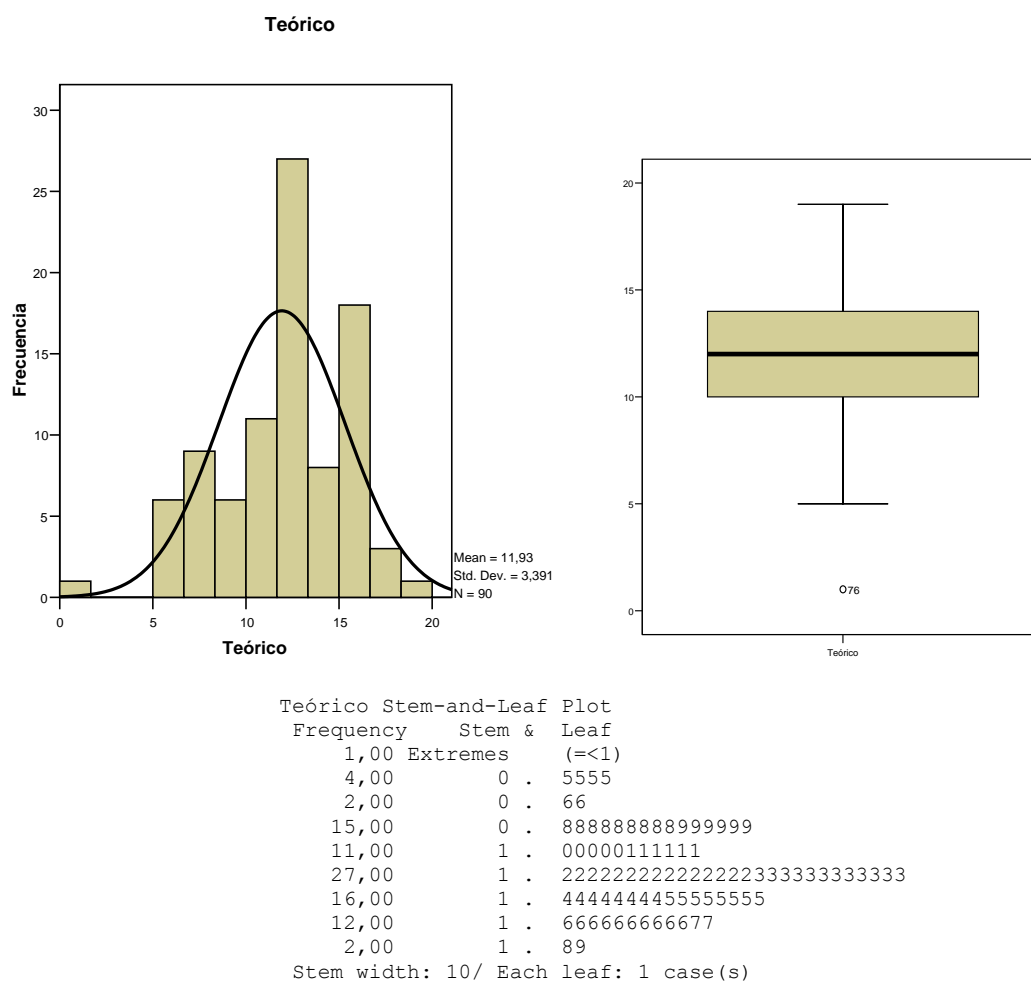 Teórico
30
25
20
15
10
5
0
Frecuencia
0 5 10 15 20
Teórico
Mean = 11,93
Std. Dev. = 3,391
N = 90
20
15
10
5
0
76
Teórico
Teórico Stem-and-Leaf Plot
Frequency Stem & Leaf
1,00 Extremes (=<1)
4,00 0 . 5555
2,00 0 . 66
15,00 0 . 888888888999999
11,00 1 . 00000111111
27,00 1 . 222222222222222333333333333
16,00 1 . 4444444455555555
12,00 1 . 666666666677
2,00 1 . 89
Stem width: 10/ Each leaf: 1 case(s)